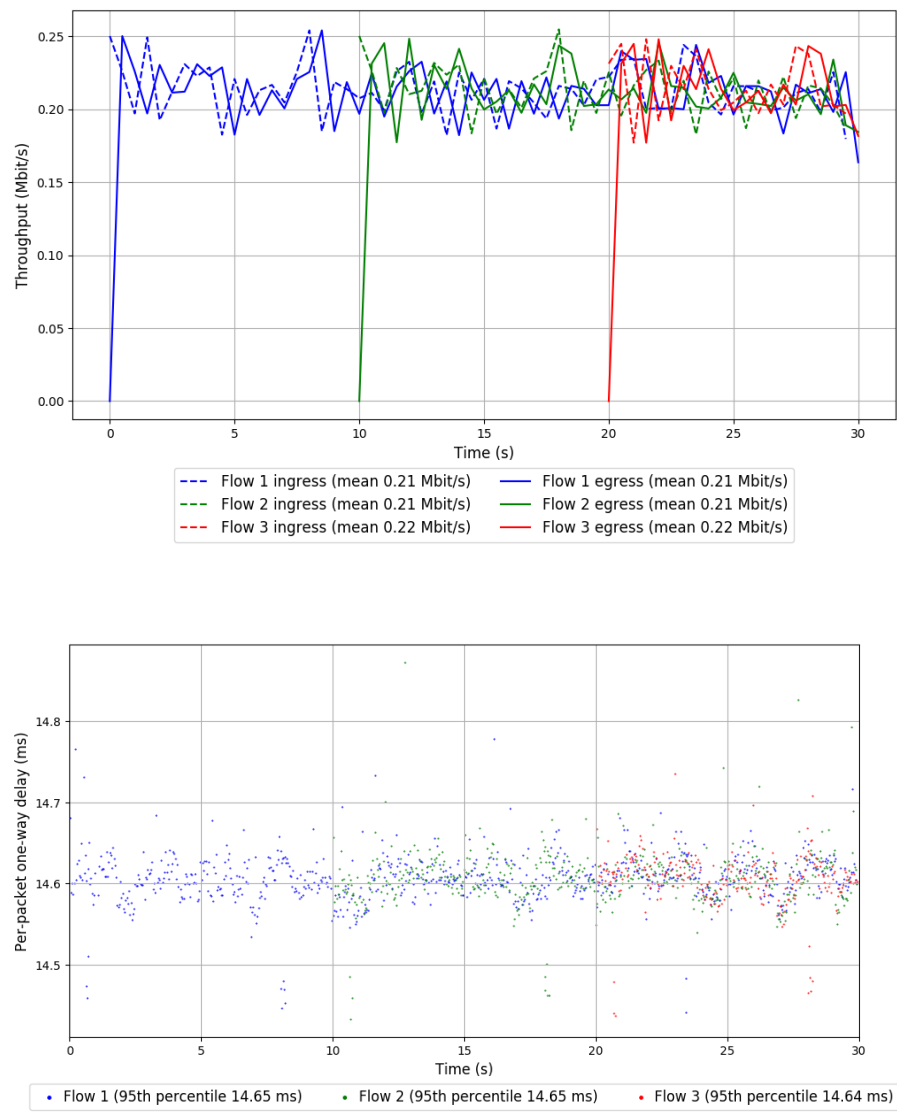 0.25
0.20
0.15
0.10
0.05
0.00
Throughput (Mbit/s)
0 5 10 15 20 25 30
Time (s)
Flow 1 ingress (mean 0.21 Mbit/s) Flow 1 egress (mean 0.21 Mbit/s)
Flow 2 ingress (mean 0.21 Mbit/s) Flow 2 egress (mean 0.21 Mbit/s)
Flow 3 ingress (mean 0.22 Mbit/s) Flow 3 egress (mean 0.22 Mbit/s)
14.8
14.7
14.6
14.5
Per-packet one-way delay (ms)
0 5 10 15 20 25 30
Time (s)
Flow 1 (95th percentile 14.65 ms) Flow 2 (95th percentile 14.65 ms) Flow 3 (95th percentile 14.64 ms)